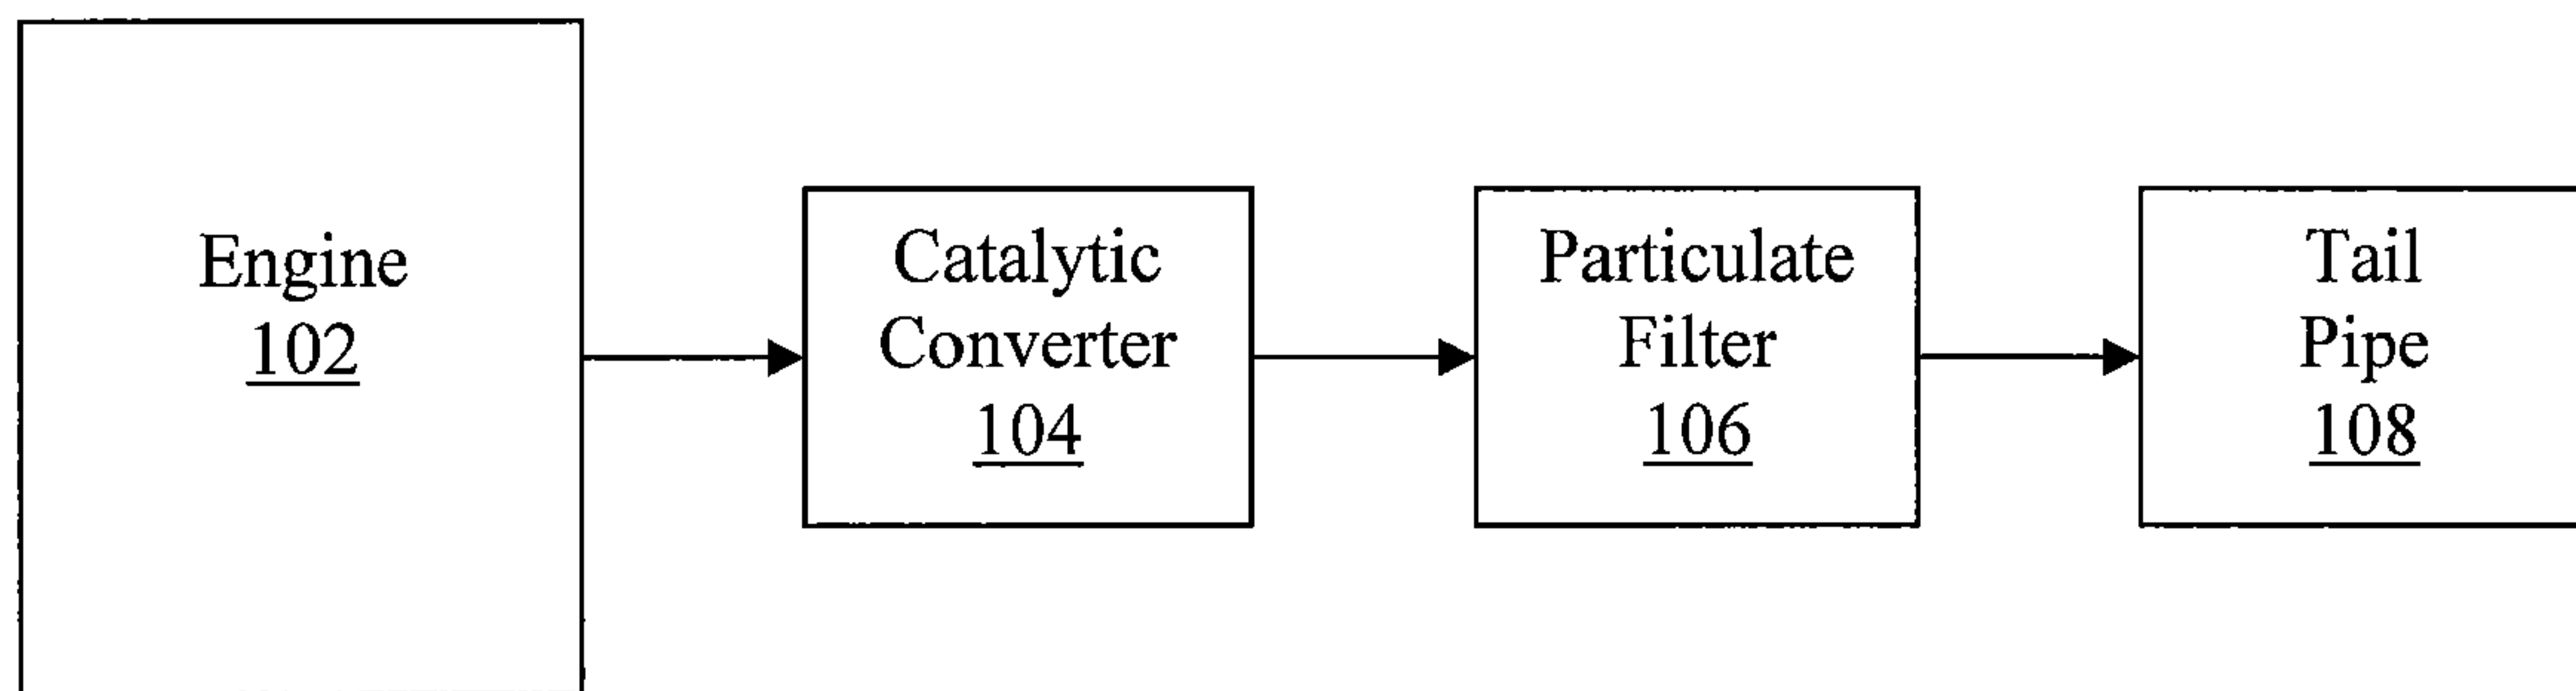 Engine
102
Catalytic
Converter
104
Particulate
Filter
106
Tail
Pipe
108